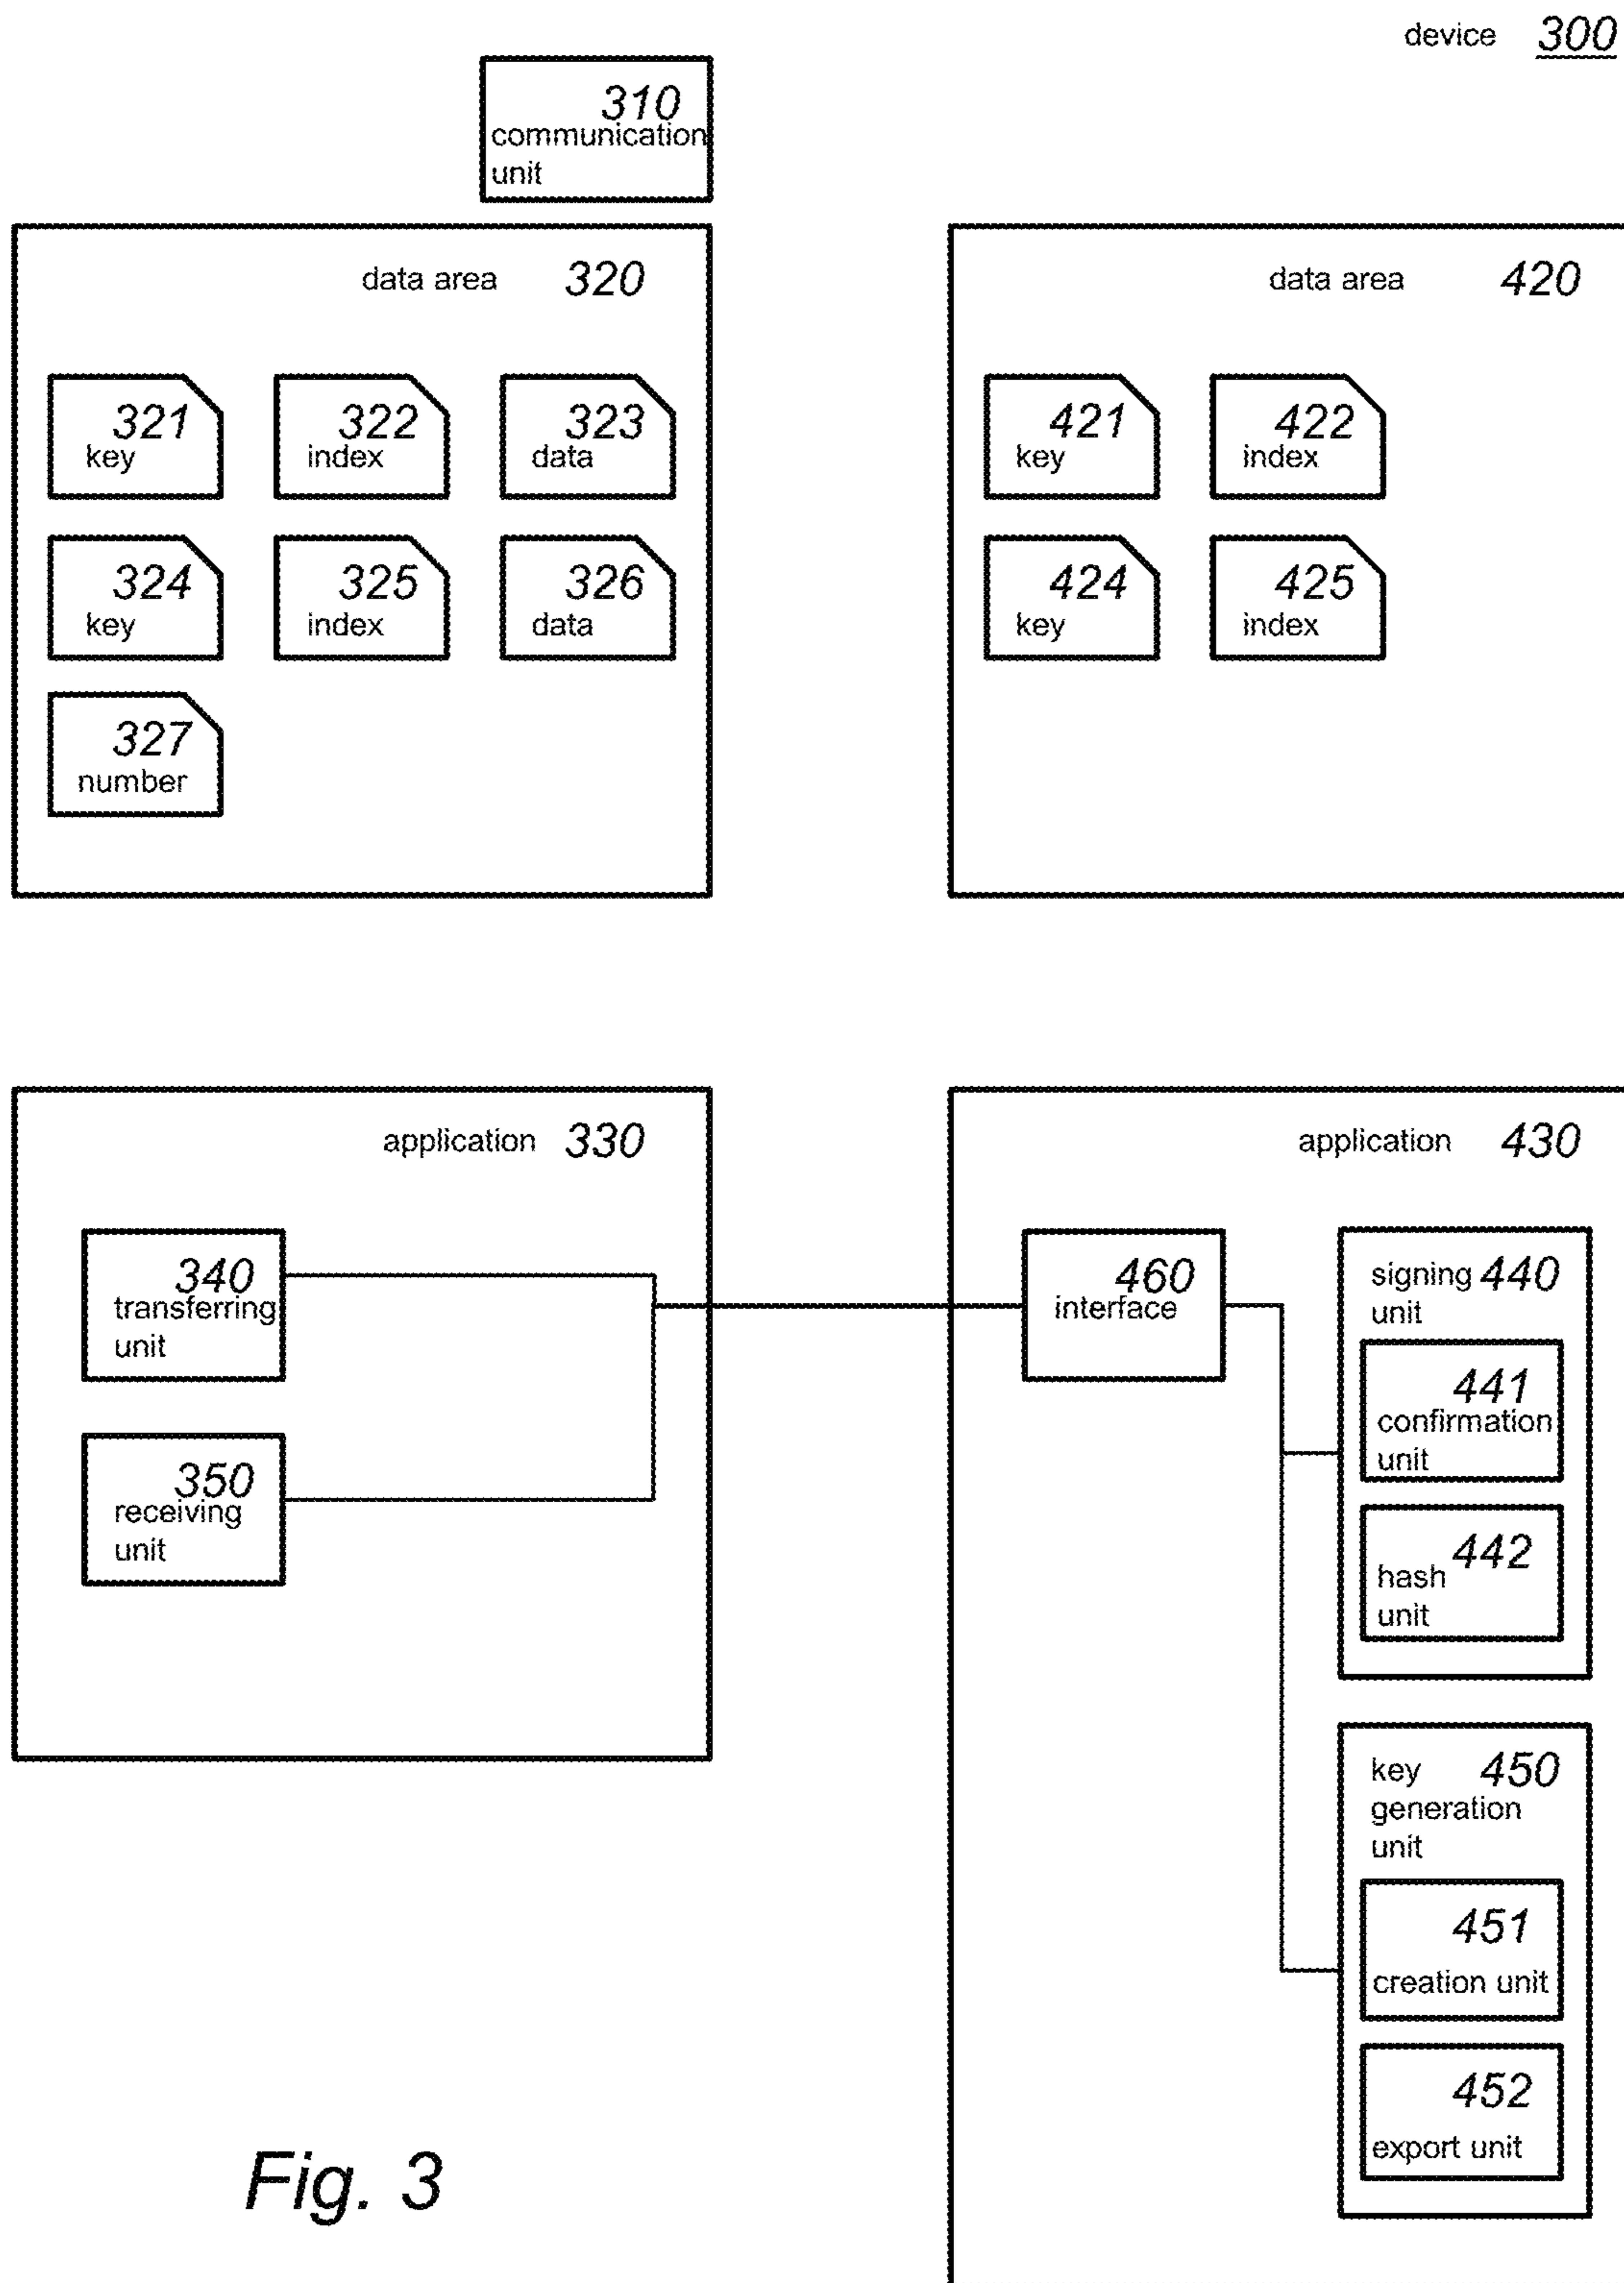 device 300
310
communication
unit
data area 320
321
key
322
index
323
data
324
key
325
index
326
data
327
number
data area 420
421
key
422
index
424
key
425
index
application 330
340
transferring
unit
350
receiving
unit
application 430
460
interface
signing 440
unit
441
confirmation
unit
442
hash
unit
key 450
generation
unit
451
creation unit
452
export unit
Fig. 3